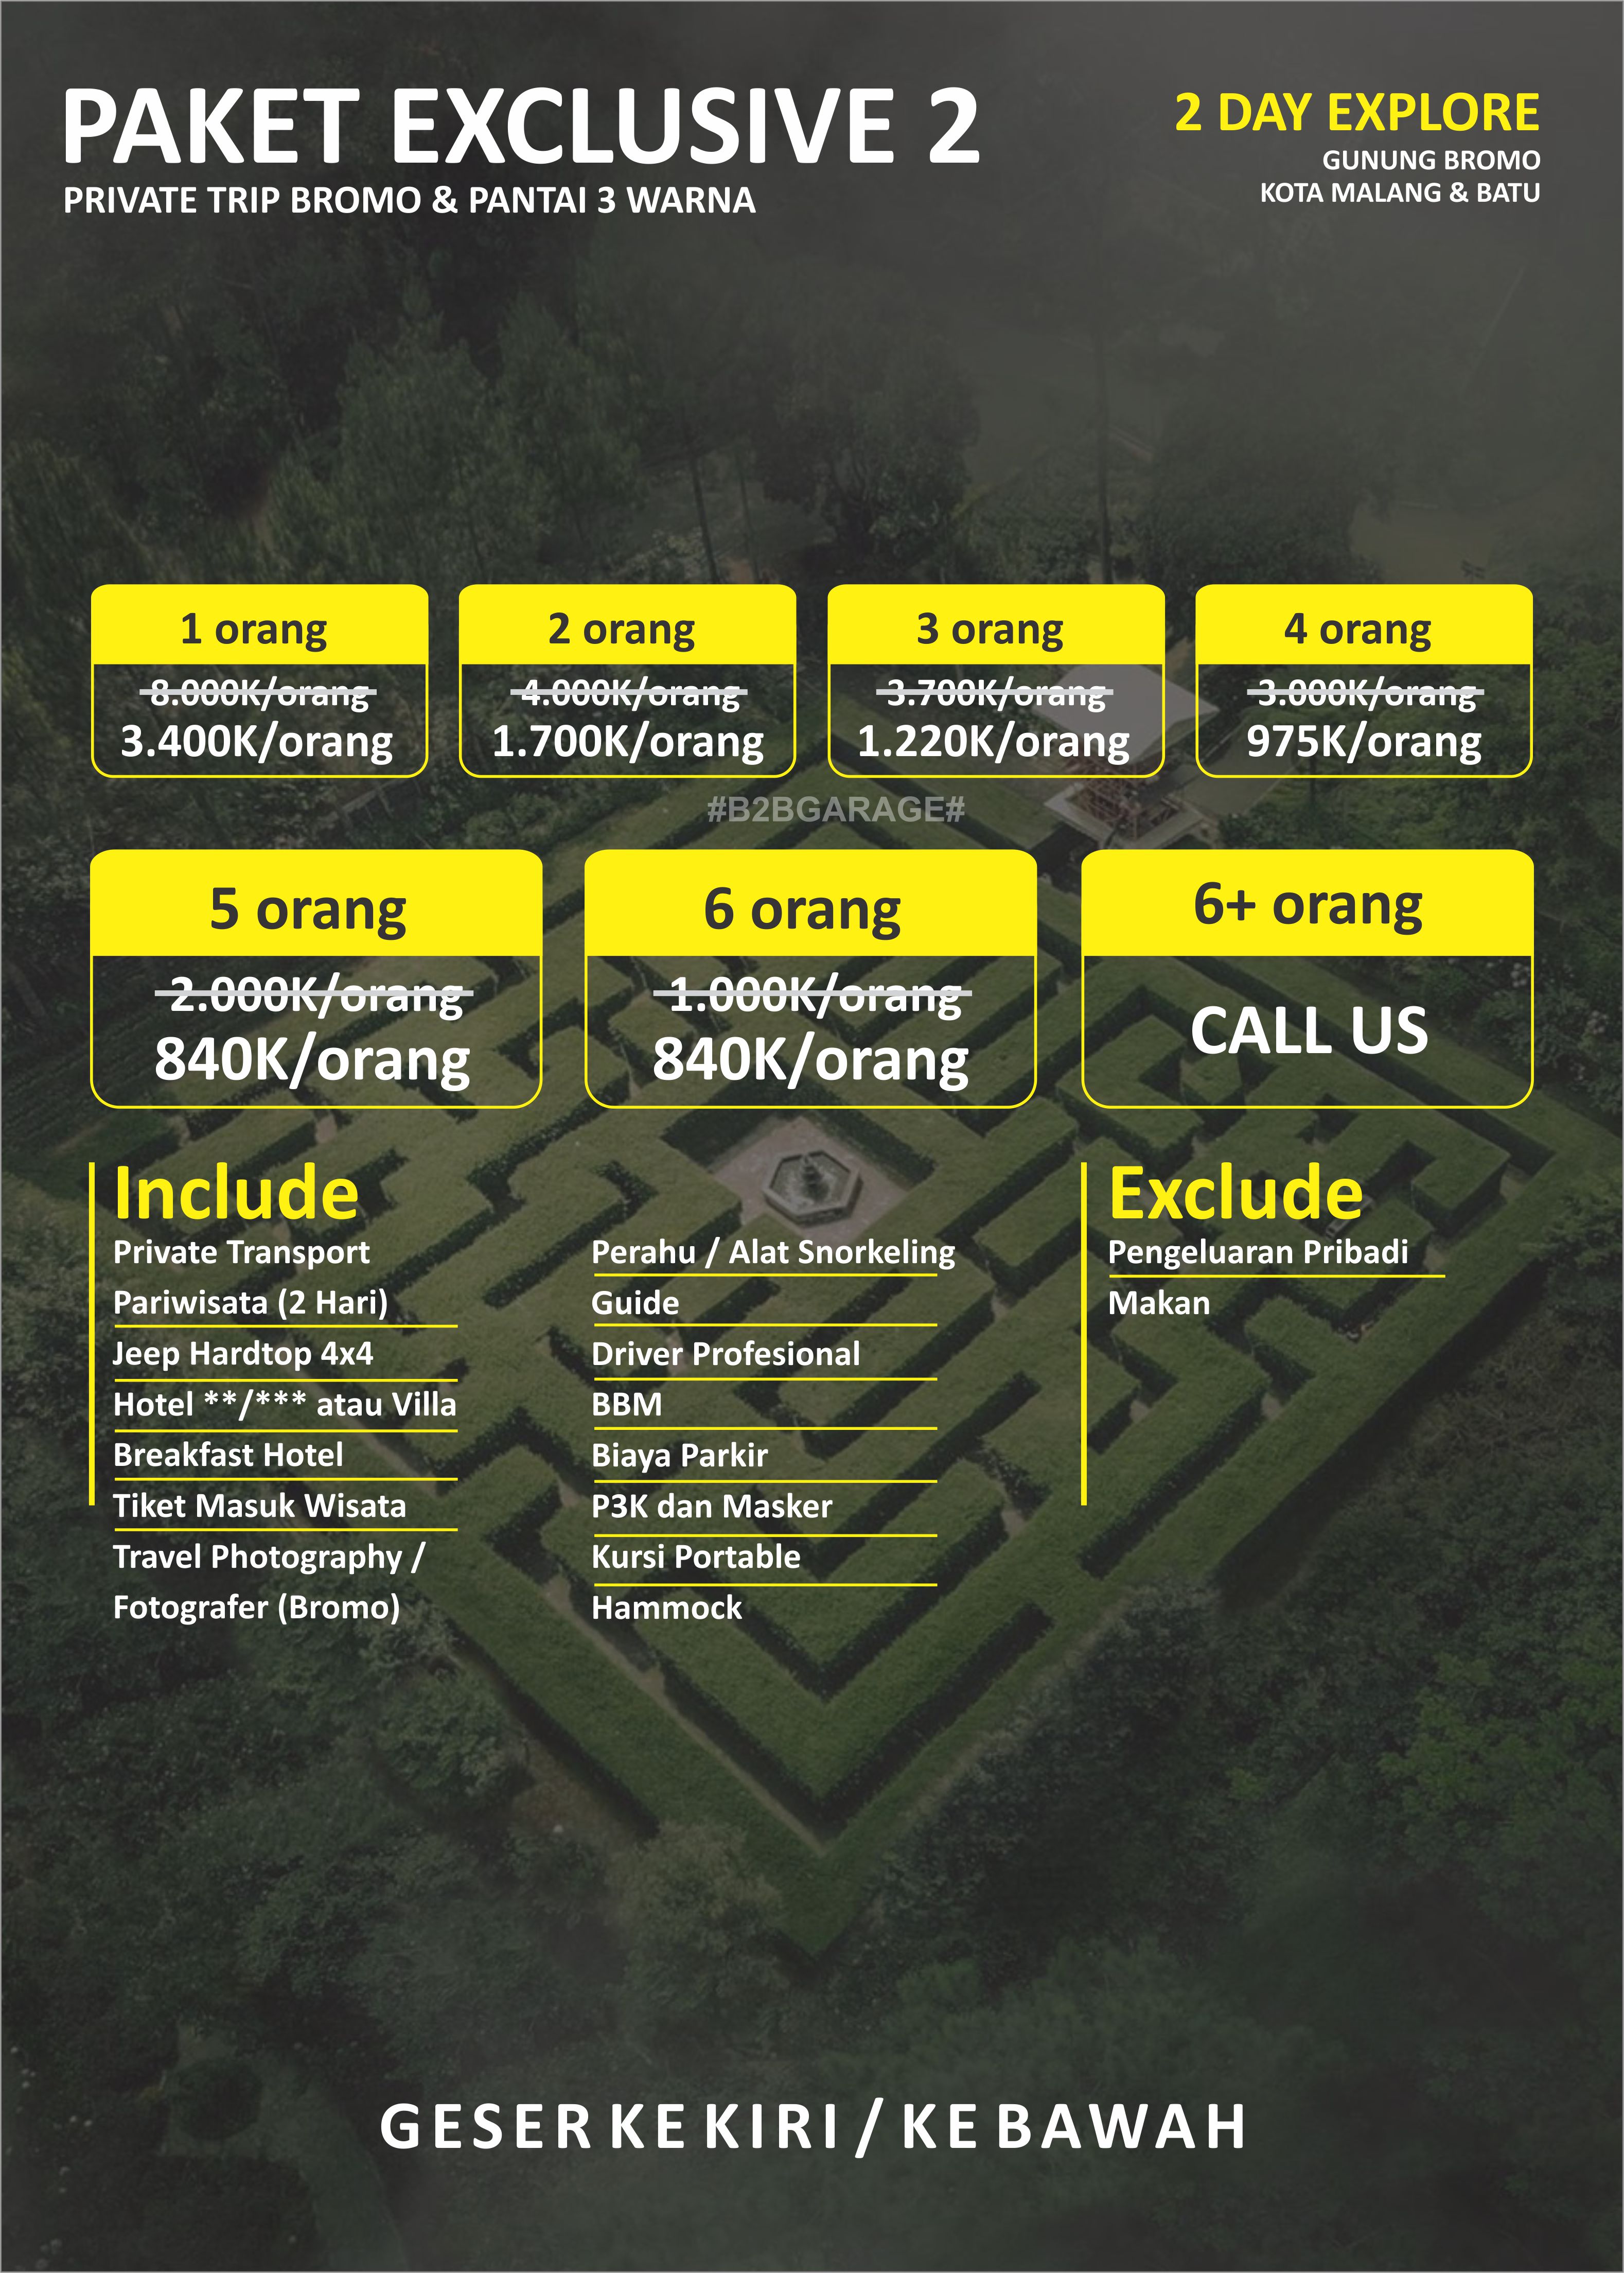 PAKET EXCLUSIVE 2
PRIVATE TRIP BROMO & PANTAI 3 WARNA
2 DAY EXPLORE
GUNUNG BROMO
KOTA MALANG & BATU
1 orang
8.000K/orang
3.400K/orang
2 orang
4.000K/orang
1.700K/orang
3 orang
3.700K/orang
1.220K/orang
4 orang
3.000K/orang
975K/orang
#B2BGARAGE#
5 orang
2.000K/orang
840K/orang
6 orang
1.000K/orang
840K/orang
6+ orang
CALL US
Include
Private Transport
Pariwisata (2 Hari)
Jeep Hardtop 4x4
Hotel **/*** atau Villa
Breakfast Hotel
Tiket Masuk Wisata
Travel Photography /
Fotografer (Bromo)
Perahu / Alat Snorkeling
Guide
Driver Profesional
BBM
Biaya Parkir
P3K dan Masker
Kursi Portable
Hammock
Exclude
Pengeluaran Pribadi
Makan
GESER KE KIRI / KE BAWAH